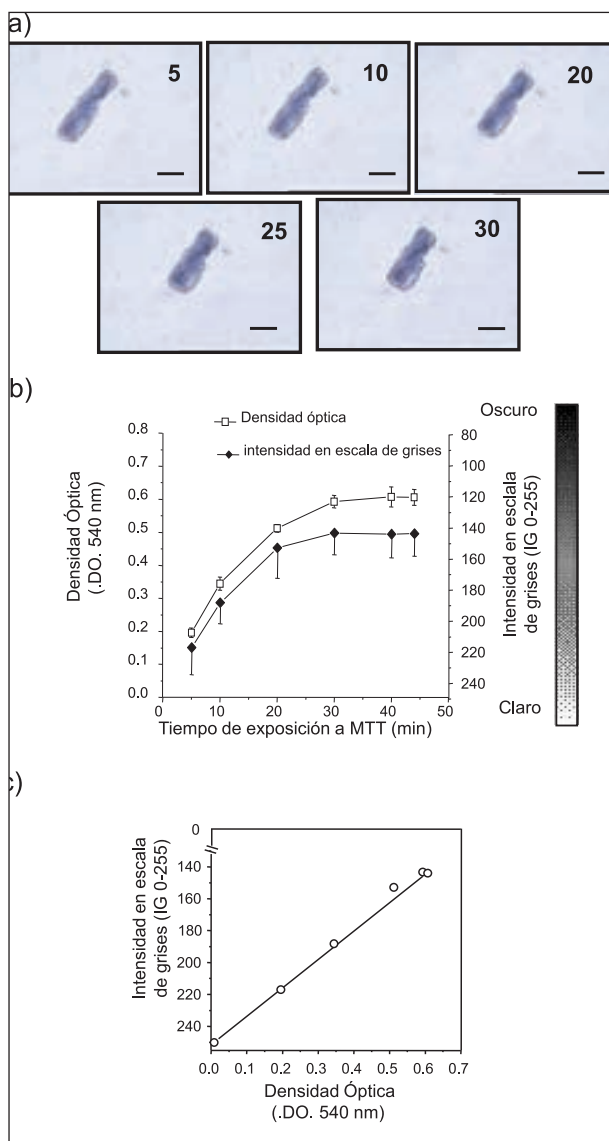 a)
5
10
20
25
30
b)
Densidad óptica
intensidad en escala de grises
Oscuro
Claro
0.8
0.7
0.6
0.5
0.4
0.3
0.2
0.1
0.0
Densidad Óptica
(.DO. 540 nm)
80
100
120
140
160
180
200
220
240
Intensidad en esclala
de grises (IG 0-255)
0
10
20
30
40
50
Tiempo de exposición a MTT (min)
c)
0
140
160
180
200
220
240
Intensidad en escala
de grises (IG 0-255)
0.0
0.1
0.2
0.3
0.4
0.5
0.6
0.7
Densidad Óptica
(.DO. 540 nm)